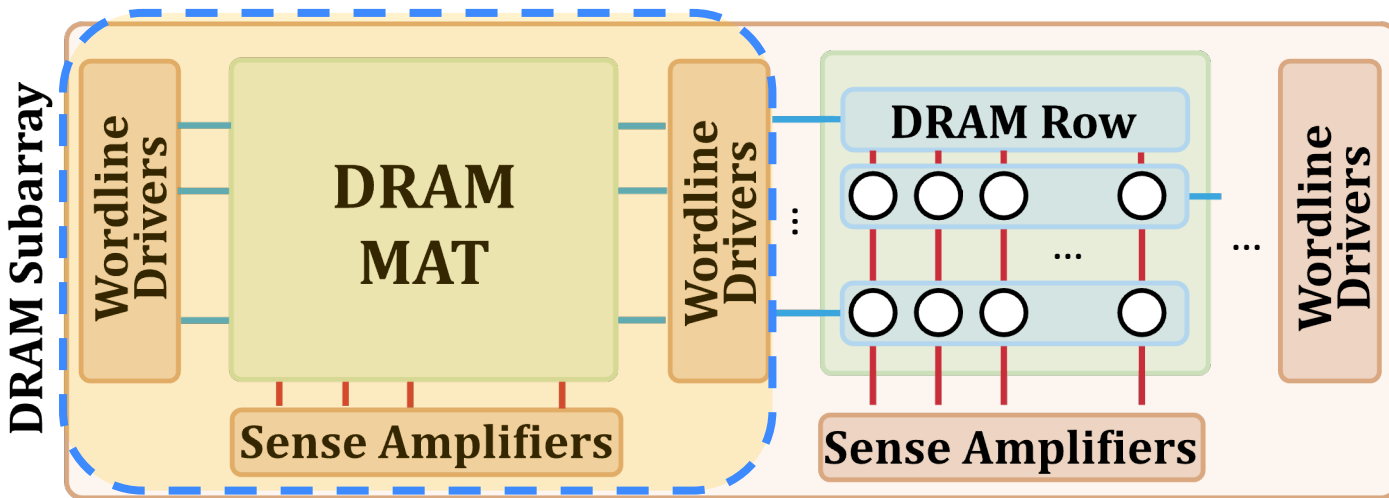 DRAM Subarray
Wordline
Drivers
DRAM
MAT
Sense Amplifiers
Wordline
Drivers
...
DRAM Row
...
Sense Amplifiers
...
Wordline
Drivers